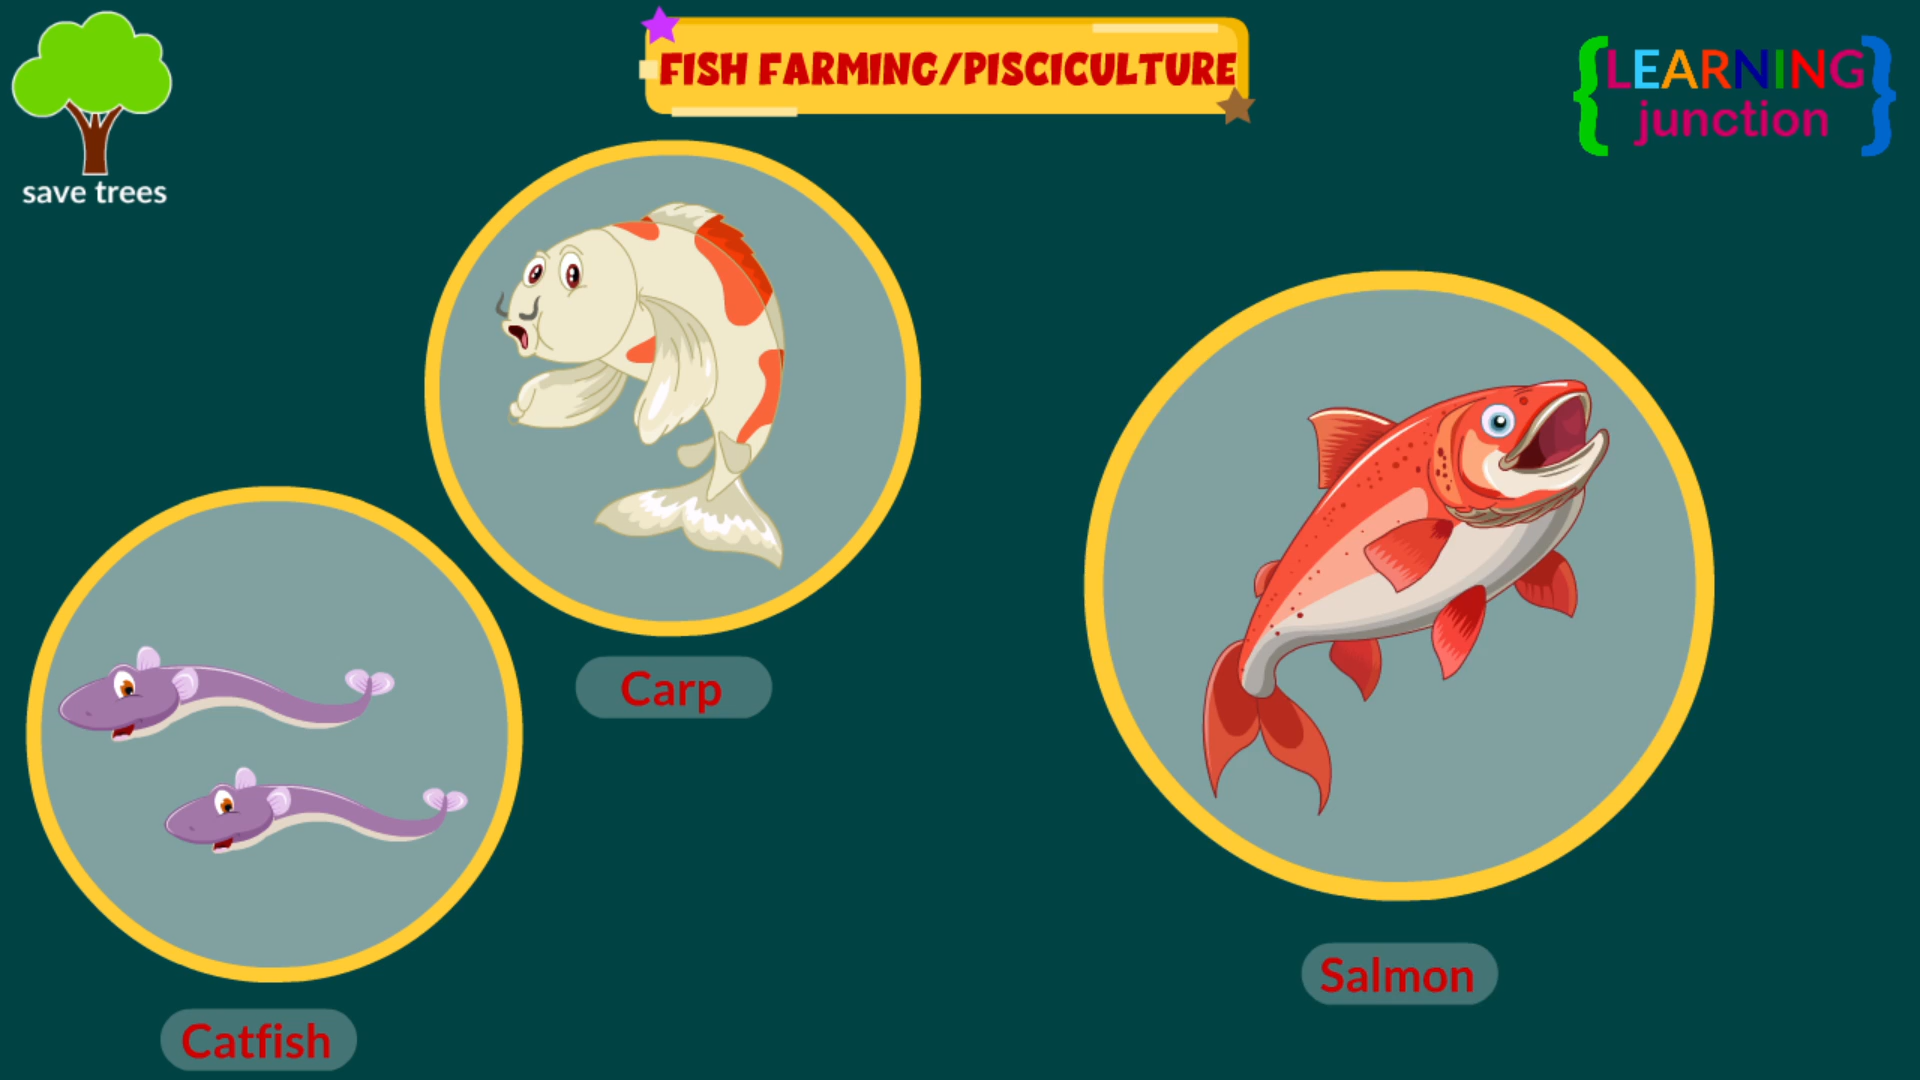 FISH FARMING/PISCICULTURE
{LEARNING
junction}
save trees
Carp
Salmon
Catfish